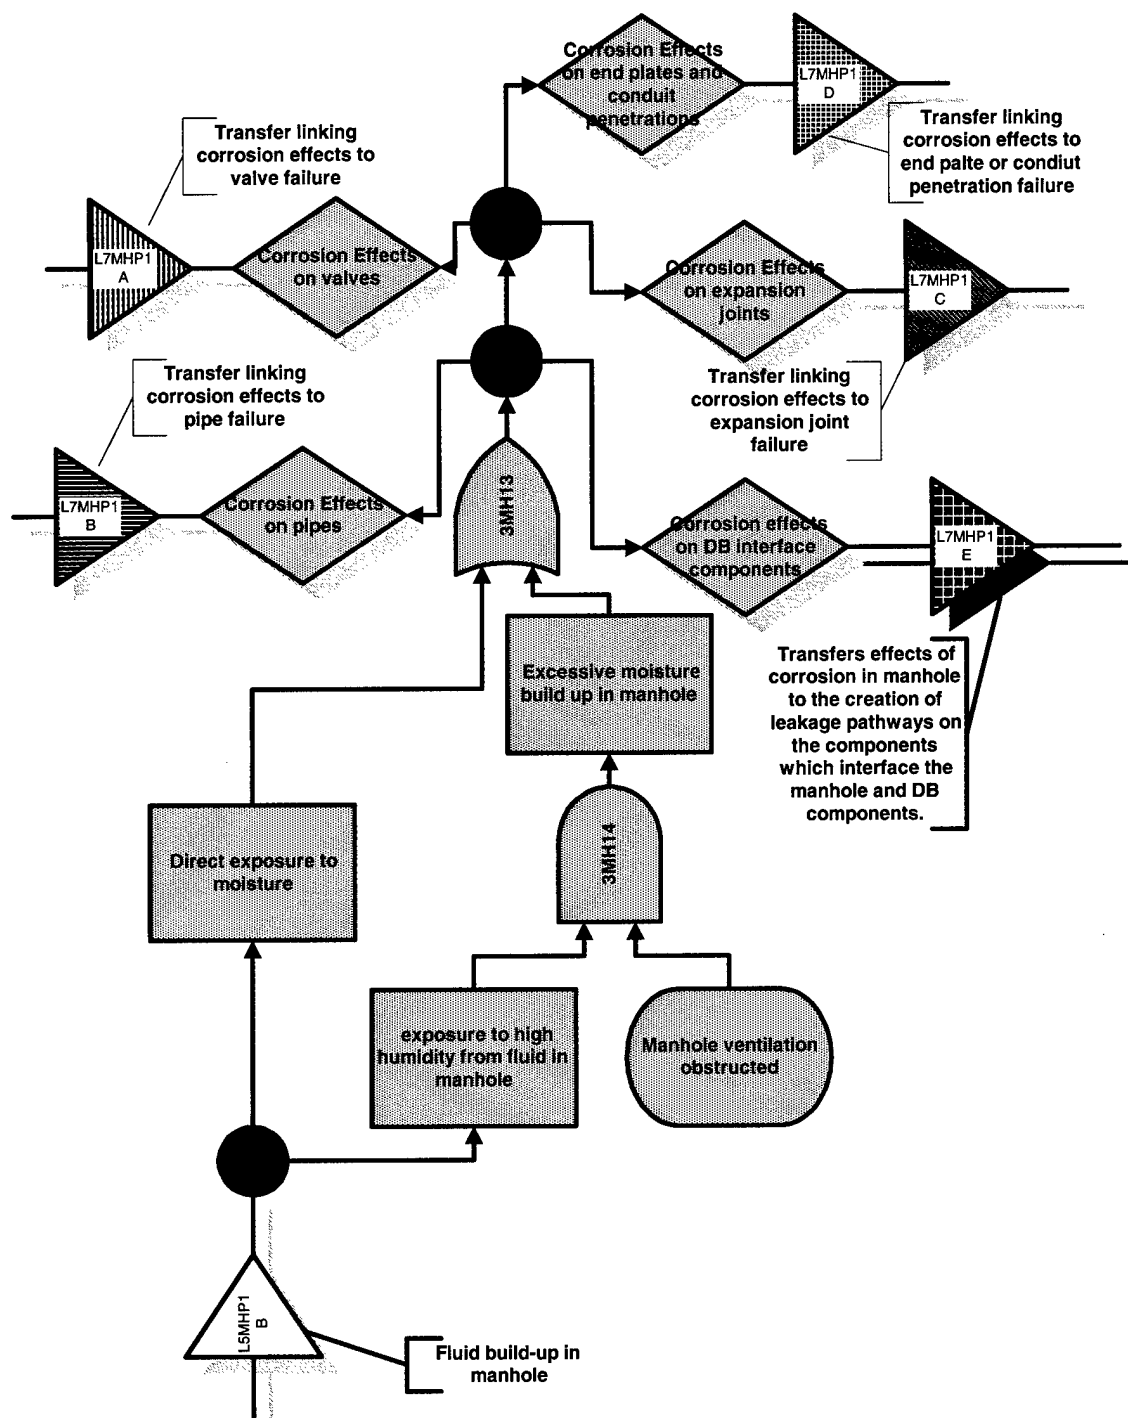 Corrosion Effects
on end plates and
conduit
penetrations
L7MHP1
D
Transfer linking
corrosion effects to
valve failure
Transfer linking
corrosion effects to
end palte or condiut
penetration failure
L7MHP1
A
Corrosion Effects
on valves
Corrosion Effects
on expansion
joints
L7MHP1
C
Transfer linking
corrosion effects to
pipe failure
Transfer linking
corrosion effects to
expansion joint
failure
L7MHP1
B
Corrosion Effects
on pipes
3MH13
Corrosion effects
on DB interface
components
L7MHP1
E
Excessive moisture
build up in manhole
Transfers effects of
corrosion in manhole
to the creation of
leakage pathways on
the components
which interface the
manhole and DB
components.
Direct exposure to
moisture
3MH14
exposure to high
humidity from fluid in
manhole
Manhole ventilation
obstructed
L5MHP1
B
Fluid build-up in
manhole